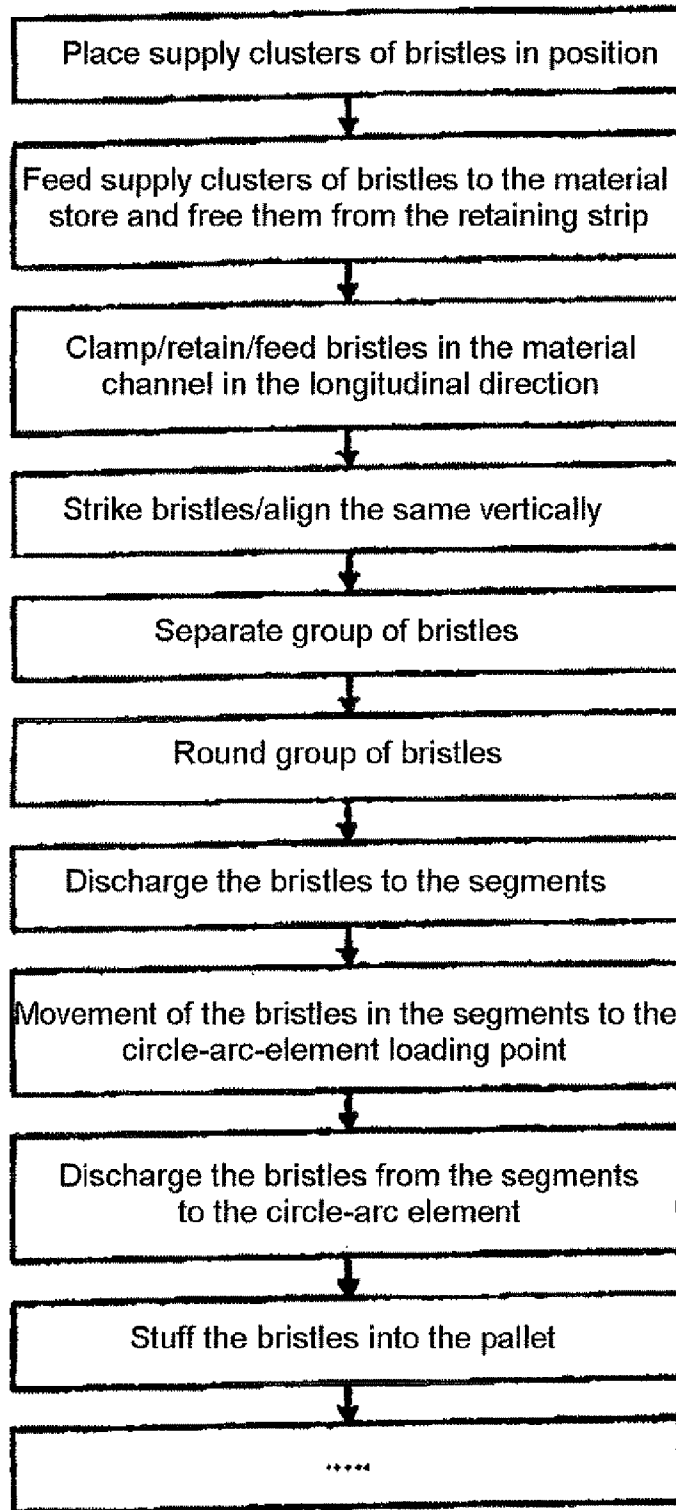 Place supply clusters of bristles in position
Feed supply clusters of bristles to the material
store and free them from the retaining strip
Clamp/retain/feed bristles in the material
channel in the longitudinal direction
Strike bristles/align the same vertically
Separate group of bristles
Round group of bristles
Discharge the bristles to the segments
Movement of the bristles in the segments to the
circle-arc-element loading point
Discharge the bristles from the segments
to the circle-arc element
Stuff the bristles into the pallet
.....